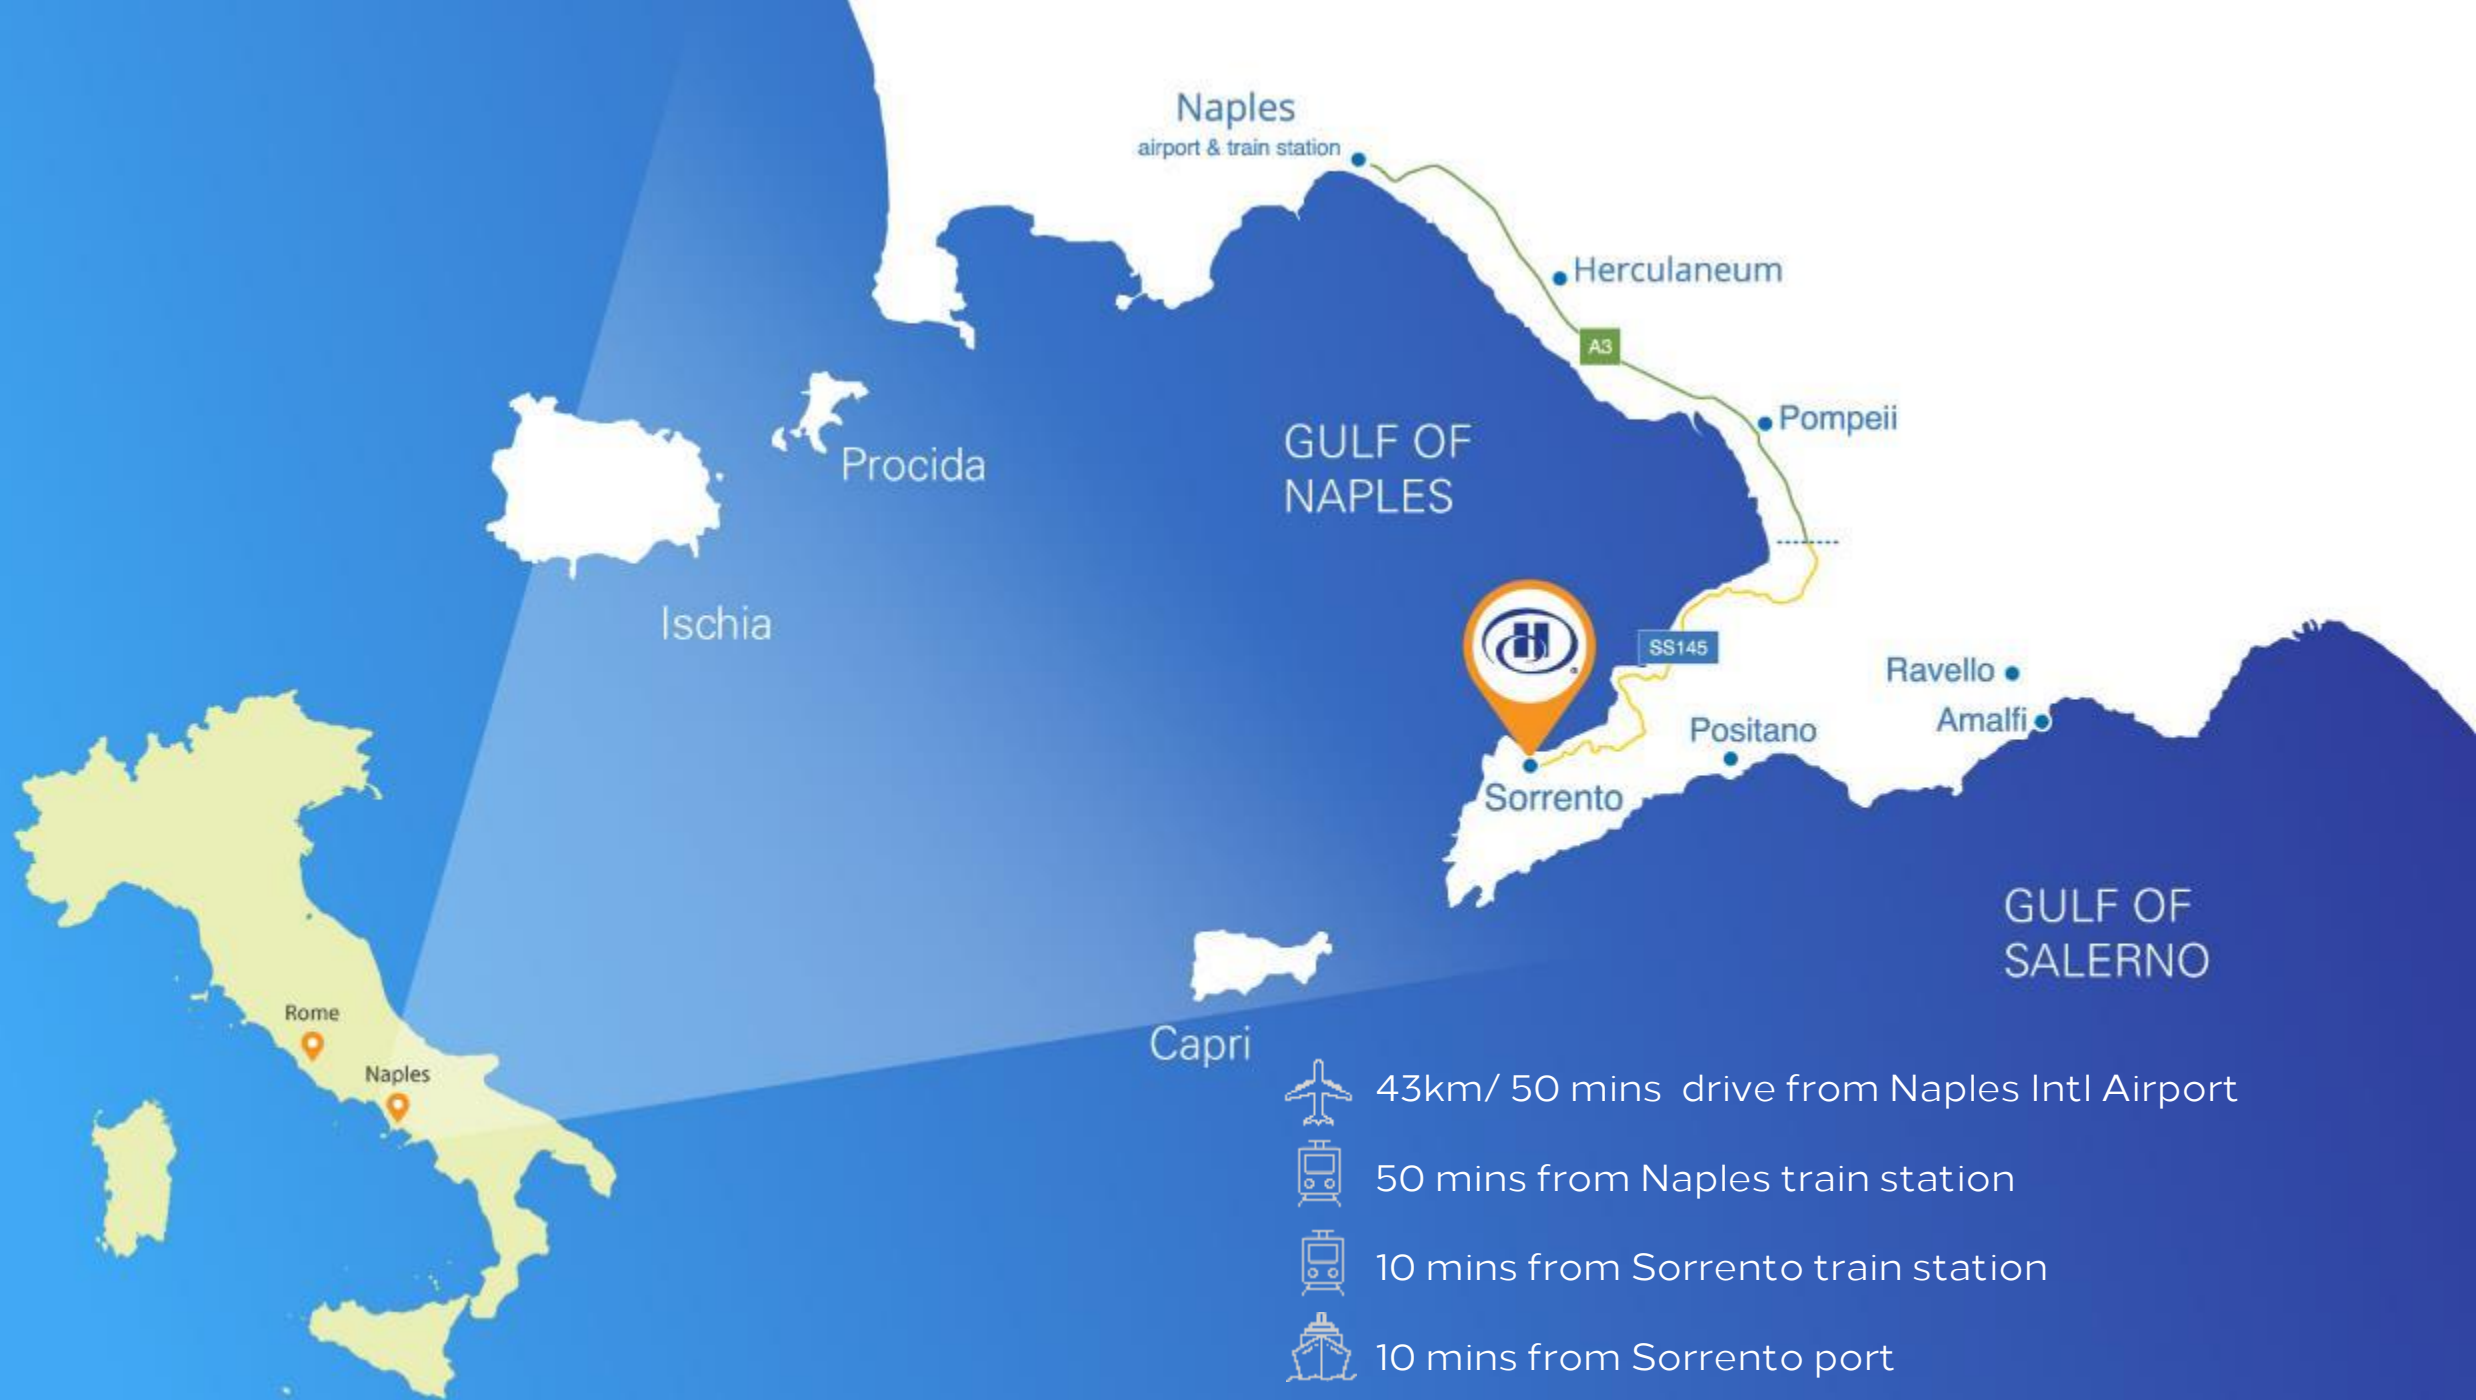 Naples
airport & train station
Herculaneum
A3
Pompeii
GULF OF
NAPLES
Procida
Ischia
H
SS145
Ravello
Amalfi
Positano
Sorrento
GULF OF
SALERNO
Capri
Rome
Naples
43km/ 50 mins drive from Naples Intl Airport
50 mins from Naples train station
10 mins from Sorrento train station
10 mins from Sorrento port